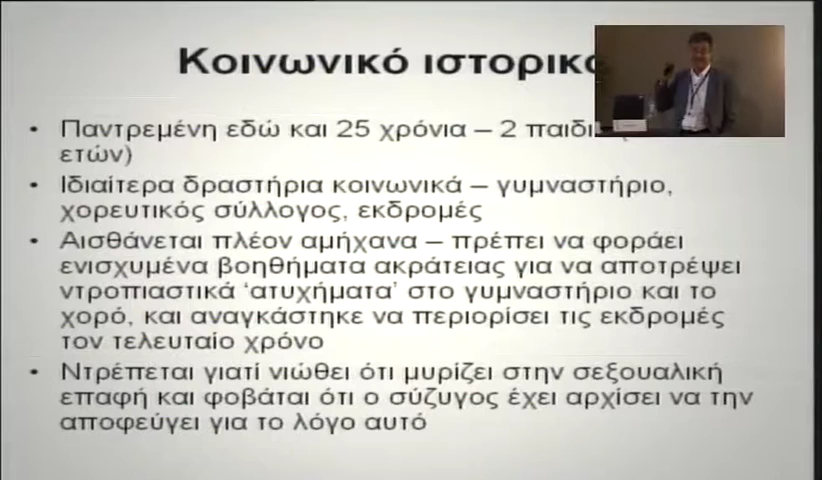 Κοινωνικό ιστορικό
• Παντρεμένη εδώ και 25 χρόνια – 2 παιδι
ετών)
• Ιδιαίτερα δραστήρια κοινωνικά – γυμναστήριο,
χορευτικός σύλλογος, εκδρομές
• Αισθάνεται πλέον αμήχανα – πρέπει να φοράει
ενισχυμένα βοηθήματα ακράτειας για να αποτρέψει
ντροπιαστικά ‘ατυχήματα’ στο γυμναστήριο και το
χορό, και αναγκάστηκε να περιορίσει τις εκδρομές
τον τελευταίο χρόνο
• Ντρέπεται γιατί νιώθει ότι μυρίζει στην σεξουαλική
επαφή και φοβάται ότι ο σύζυγος έχει αρχίσει να την
αποφεύγει για το λόγο αυτό